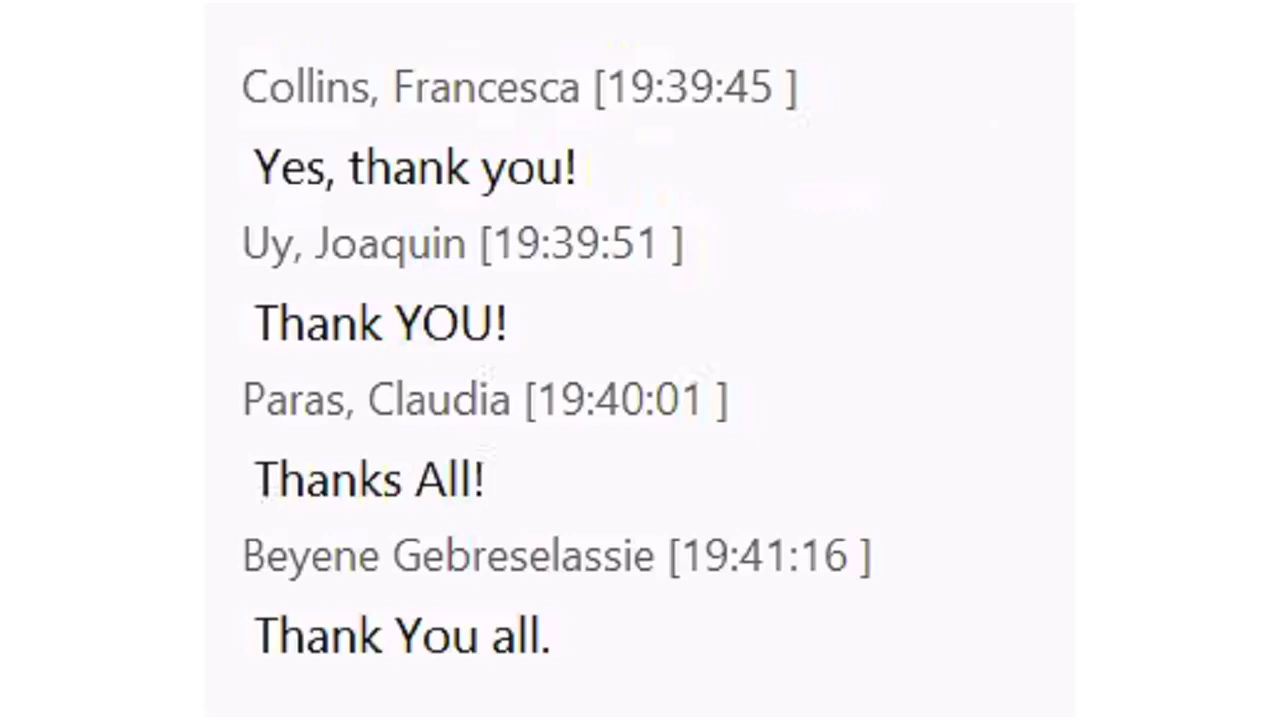 Collins, Francesca [19:39:45 ]
Yes, thank you!
Uy, Joaquin [19:39:51 ]
Thank YOU!
Paras, Claudia [19:40:01 ]
Thanks All!
Beyene Gebreselassie [19:41:16 ]
Thank You all.